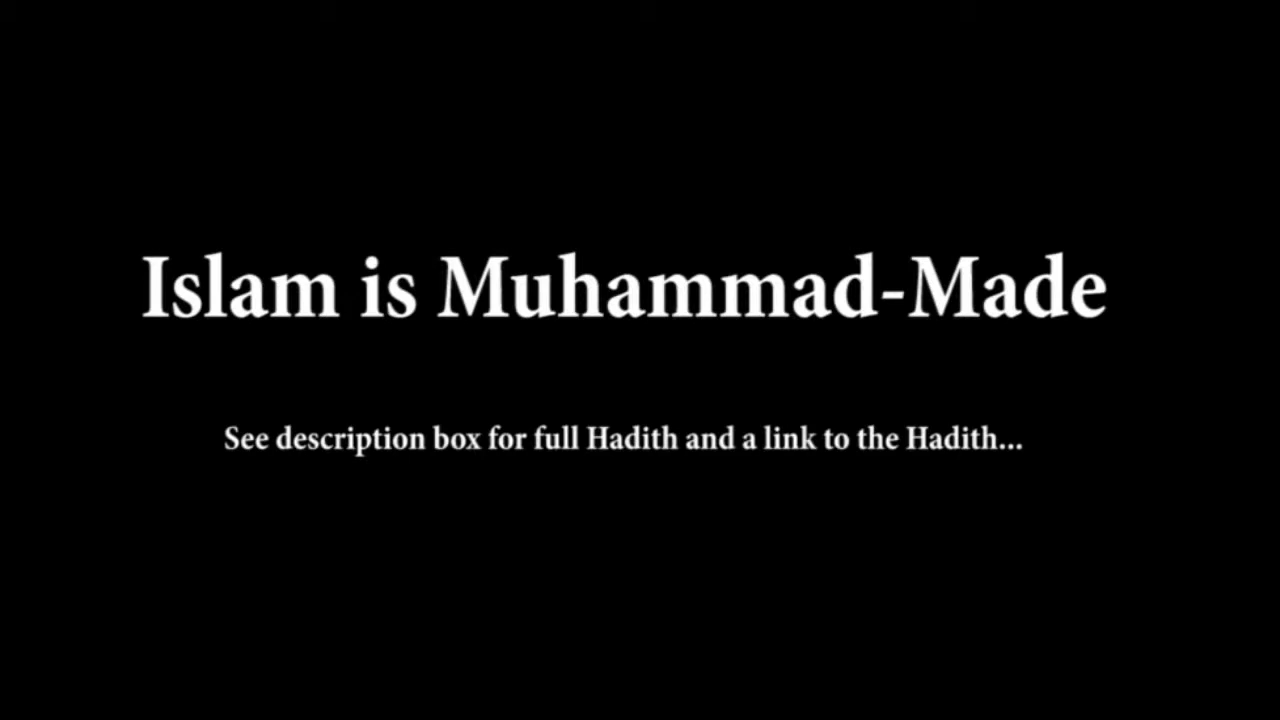 Islam is Muhammad-Made
See description box for full Hadith and a link to the Hadith...